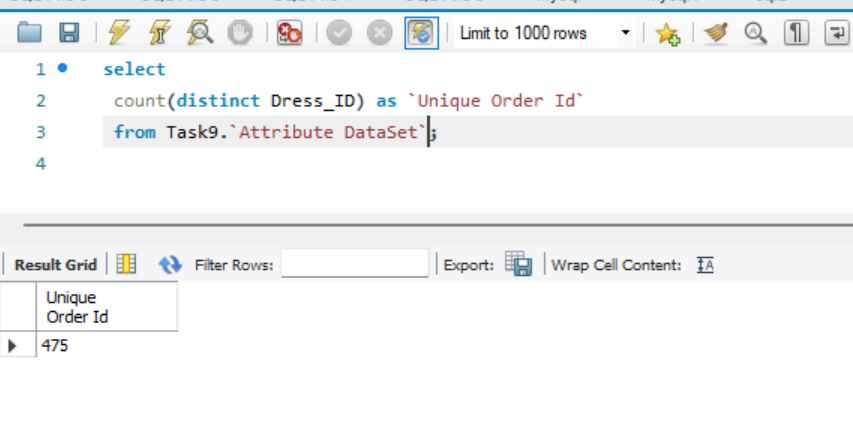 Limit to 1000 rows
1 select
2 count(distinct Dress_ID) as `Unique Order Id`
3 from Task9.`Attribute DataSet`;
4
Result Grid Filter Rows: Export: Wrap Cell Content: IA
Unique
Order Id
475